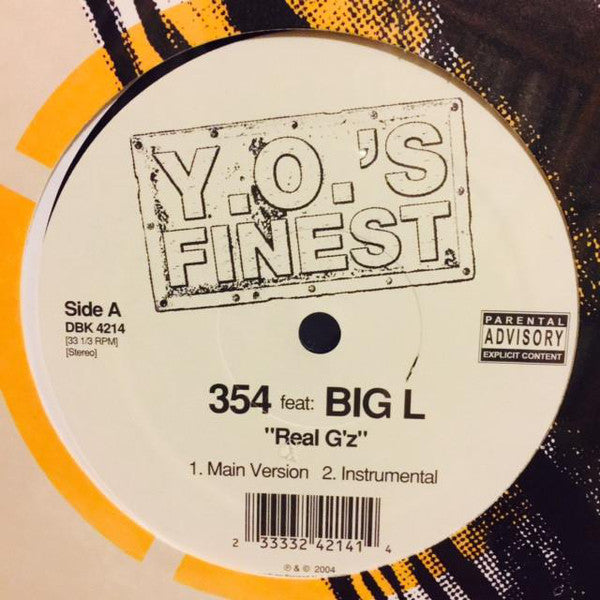 Y.O.'S
FINEST
Side A
DBK 4214
[33 1/3 RPM]
[Stereo]
PARENTAL
ADVISORY
EXPLICIT CONTENT
354 feat: BIG L
"Real G'z"
1. Main Version 2. Instrumental
2 33332 42141 4
℗ & © 2004